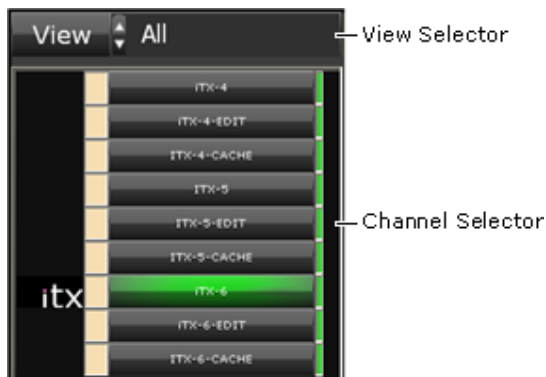 View All View Selector
iTX-4
iTX-4-EDIT
ITX-4-CACHE
ITX-5
ITX-5-EDIT
ITX-5-CACHE
Channel Selector
itx
iTX-6
iTX-6-EDIT
ITX-6-CACHE